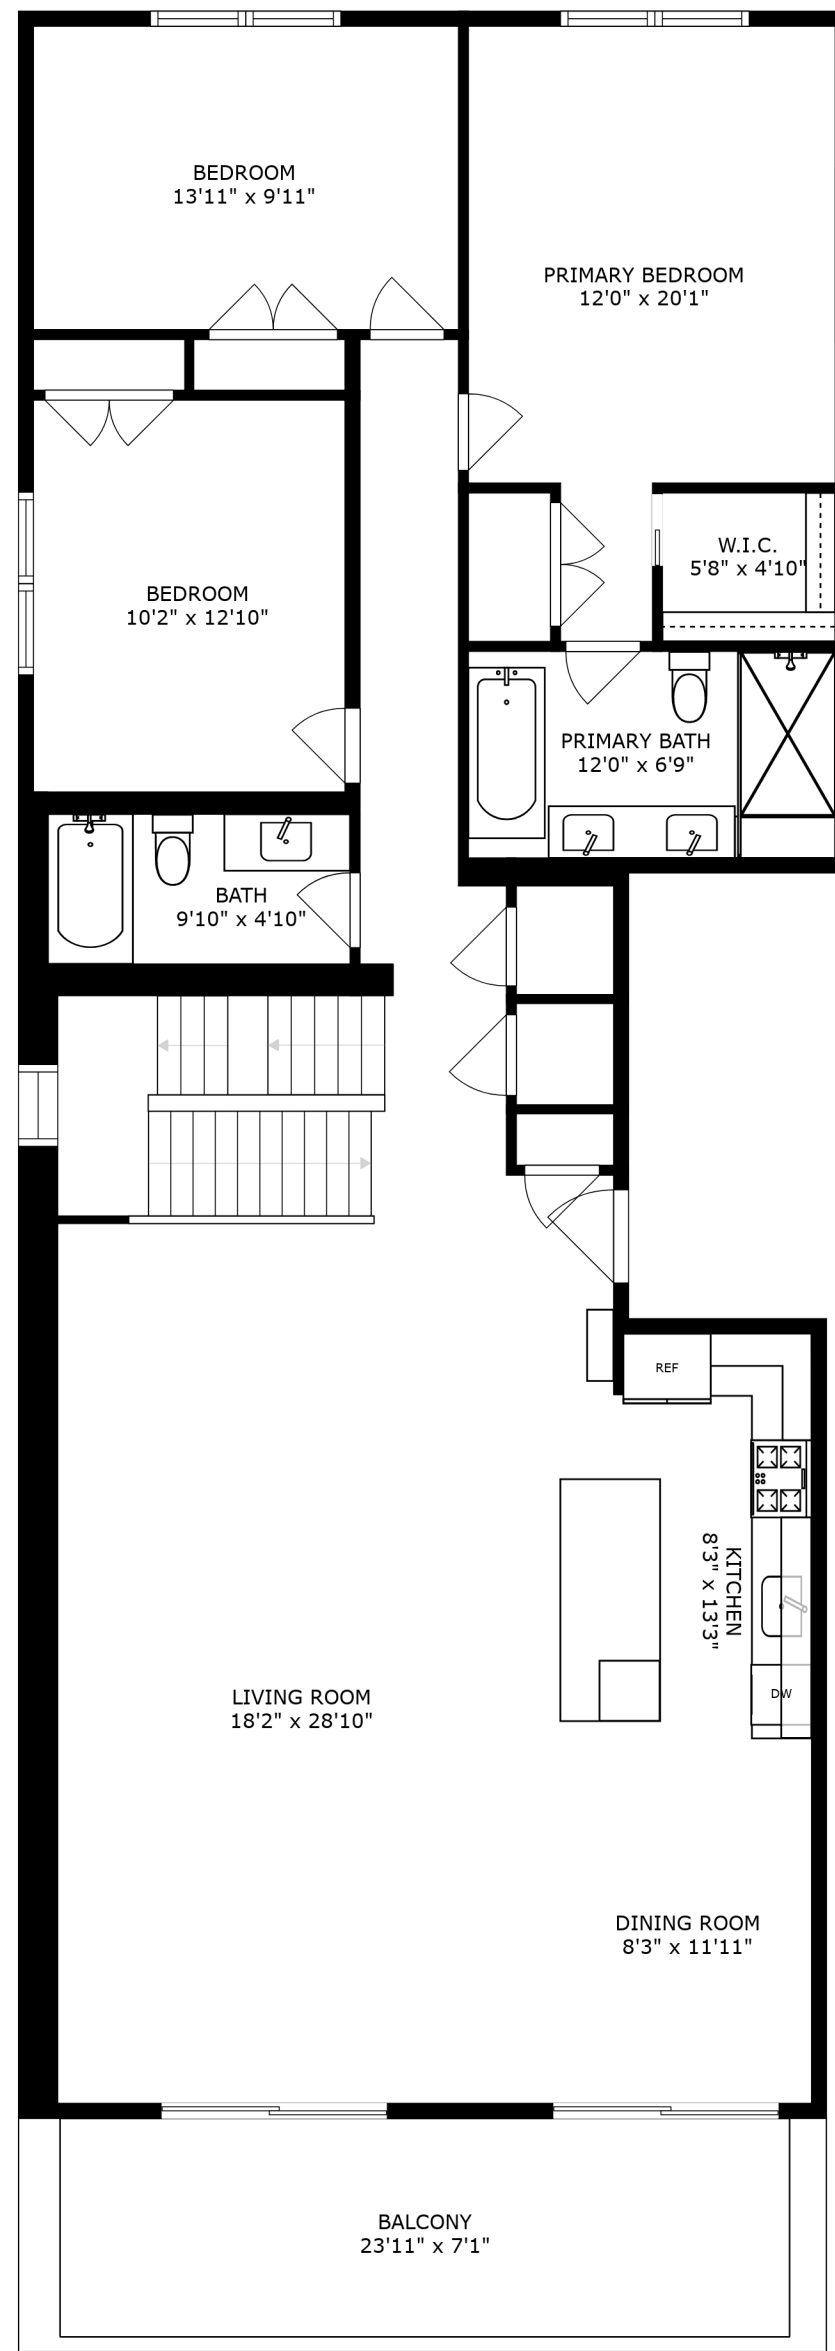 BEDROOM
13'11" x 9'11"
PRIMARY BEDROOM
12'0" x 20'1"
W.I.C.
5'8" x 4'10"
BEDROOM
10'2" x 12'10"
PRIMARY BATH
12'0" x 6'9"
BATH
9'10" x 4'10"
REF
KITCHEN
8'3" x 13'3"
DW
LIVING ROOM
18'2" x 28'10"
DINING ROOM
8'3" x 11'11"
BALCONY
23'11" x 7'1"